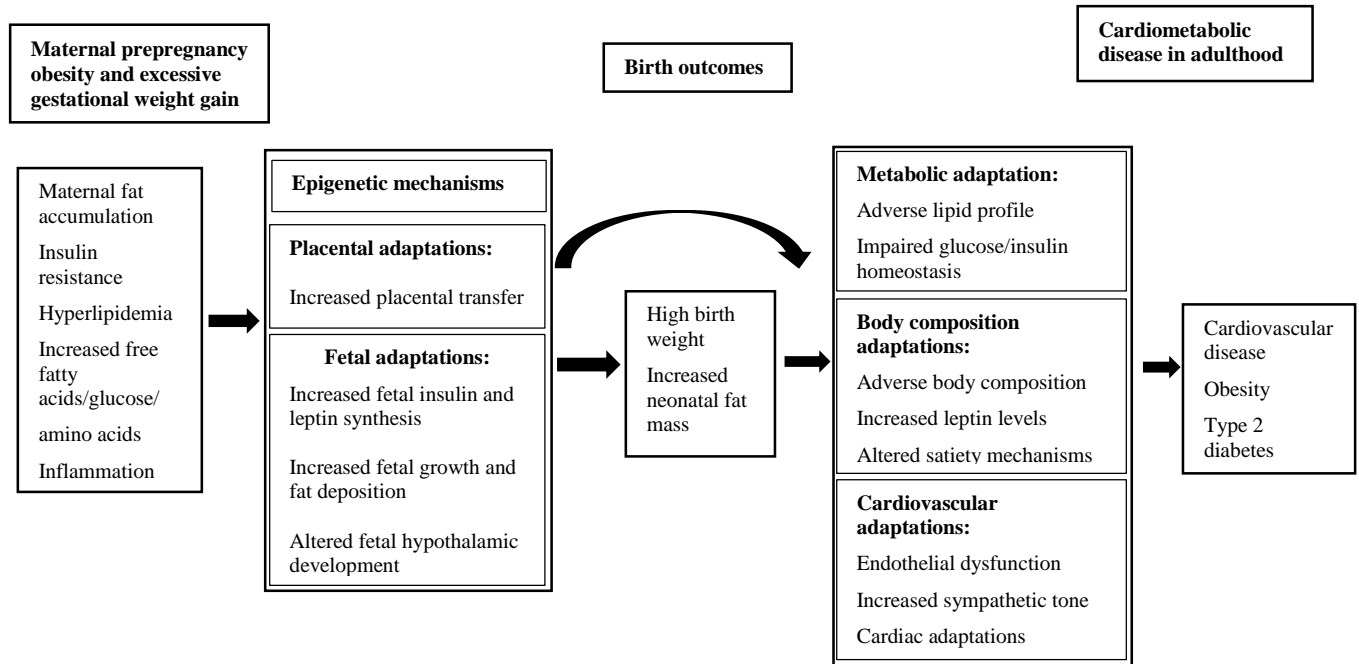 Maternal prepregnancy
obesity and excessive
gestational weight gain
Birth outcomes
Cardiometabolic
disease in adulthood
Maternal fat
accumulation
Insulin
resistance
Hyperlipidemia
Increased free
fatty
acids/glucose/
amino acids
Inflammation
Epigenetic mechanisms
Placental adaptations:
Increased placental transfer
Fetal adaptations:
Increased fetal insulin and
leptin synthesis
Increased fetal growth and
fat deposition
Altered fetal hypothalamic
development
High birth
weight
Increased
neonatal fat
mass
Metabolic adaptation:
Adverse lipid profile
Impaired glucose/insulin
homeostasis
Body composition
adaptations:
Adverse body composition
Increased leptin levels
Altered satiety mechanisms
Cardiovascular
adaptations:
Endothelial dysfunction
Increased sympathetic tone
Cardiac adaptations
Cardiovascular
disease
Obesity
Type 2
diabetes